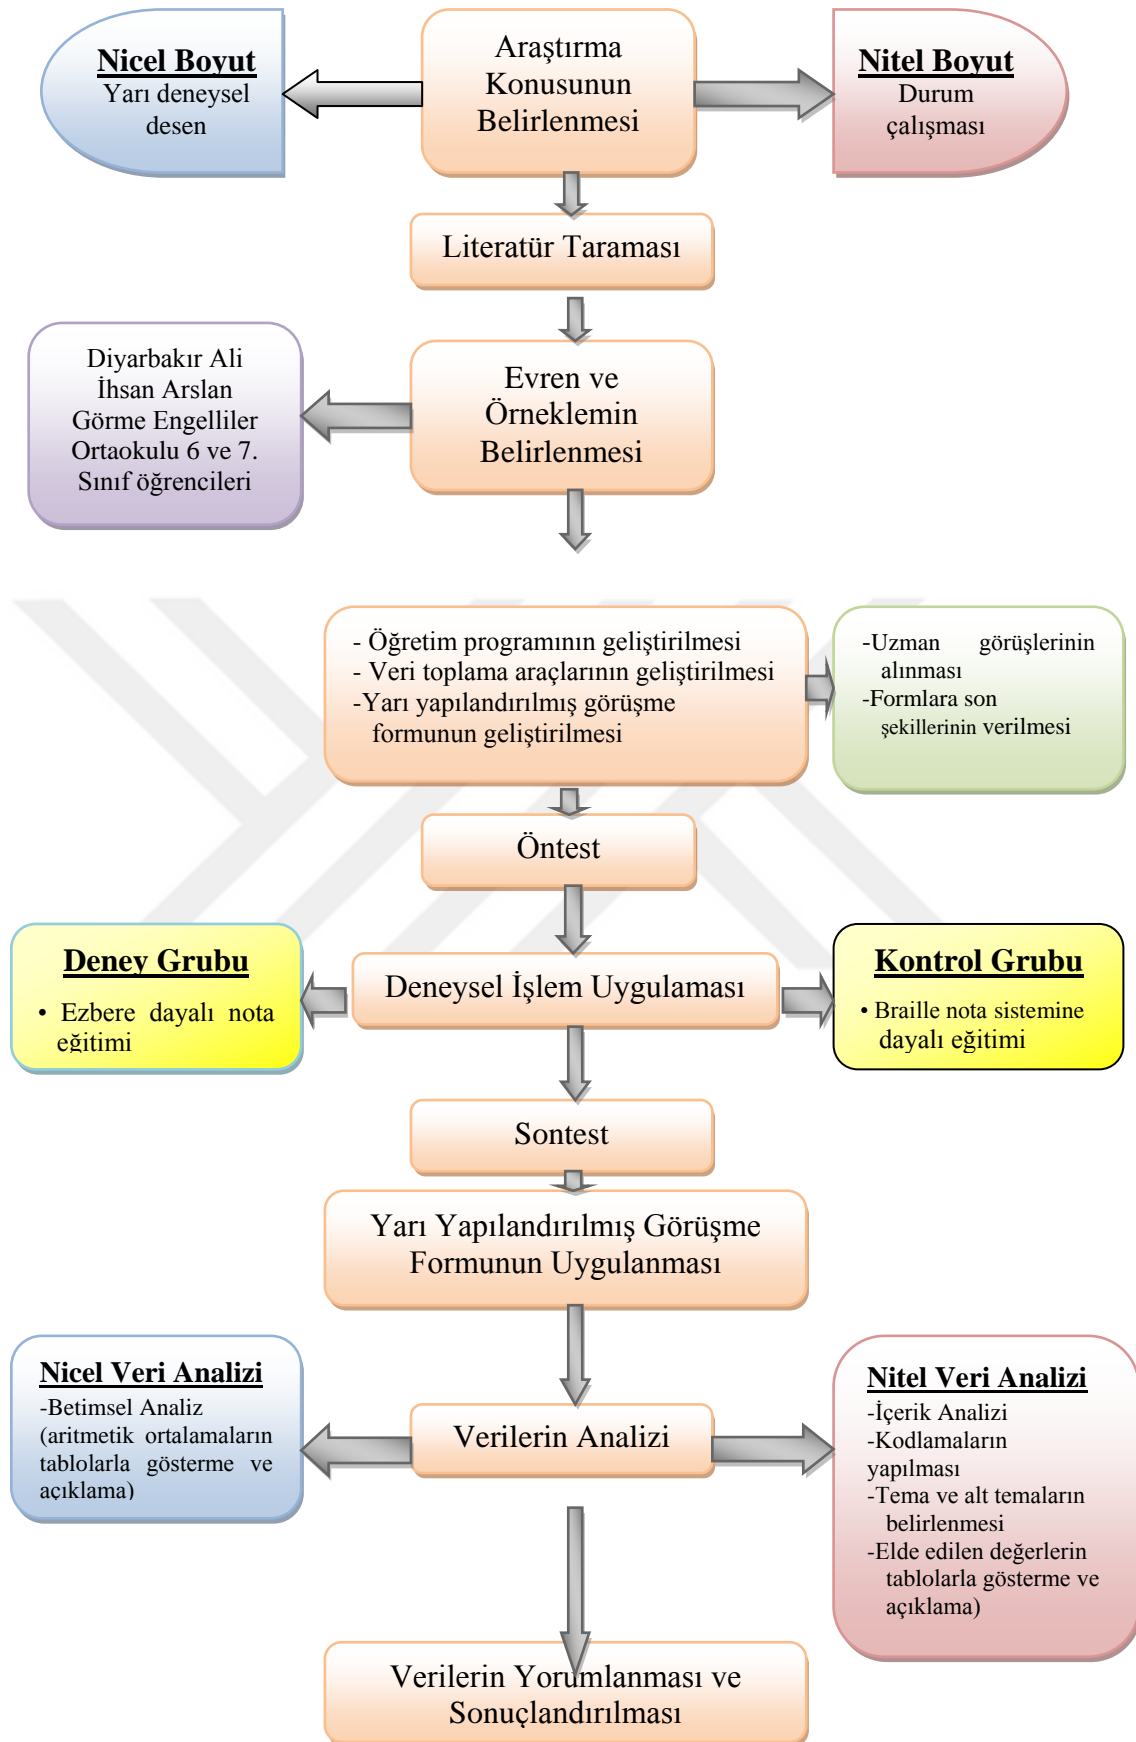 Nicel Boyut
Yarı deneysel
desen
Araştırma
Konusunun
Belirlenmesi
Nitel Boyut
Durum
çalışması
Literatür Taraması
Diyarbakır Ali
İhsan Arslan
Görme Engelliler
Ortaokulu 6 ve 7.
Sınıf öğrencileri
Evren ve
Örneklemin
Belirlenmesi
- Öğretim programının geliştirilmesi
- Veri toplama araçlarının geliştirilmesi
-Yarı yapılandırılmış görüşme
formunun geliştirilmesi
-Uzman görüşlerinin
alınması
-Formlara son
şekillerinin verilmesi
Öntest
Deney Grubu
• Ezbere dayalı nota
eğitimi
Deneysel İşlem Uygulaması
Kontrol Grubu
• Braille nota sistemine
dayalı eğitimi
Sontest
Yarı Yapılandırılmış Görüşme
Formunun Uygulanması
Nicel Veri Analizi
-Betimsel Analiz
(aritmetik ortalamaların
tablolarla gösterme ve
açıklama)
Verilerin Analizi
Nitel Veri Analizi
-İçerik Analizi
-Kodlamaların
yapılması
-Tema ve alt temaların
belirlenmesi
-Elde edilen değerlerin
tablolarla gösterme ve
açıklama)
Verilerin Yorumlanması ve
Sonuçlandırılması